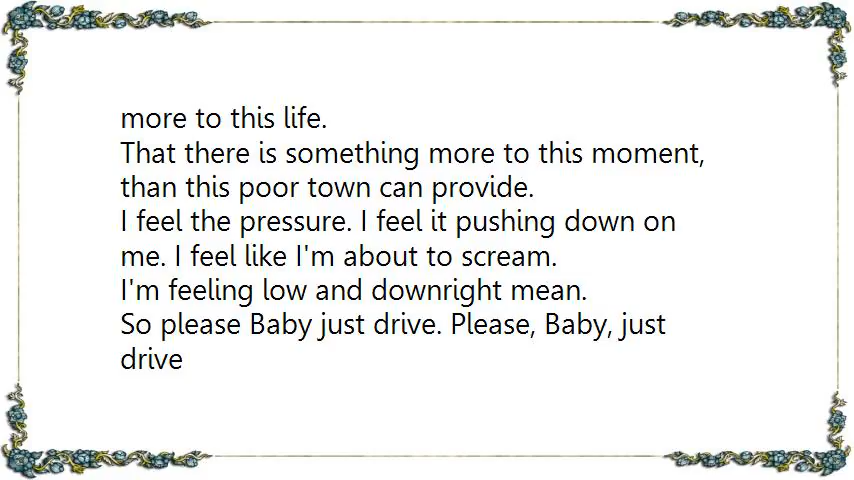 more to this life.
That there is something more to this moment,
than this poor town can provide.
I feel the pressure. I feel it pushing down on
me. I feel like I'm about to scream.
I'm feeling low and downright mean.
So please Baby just drive. Please, Baby, just
drive